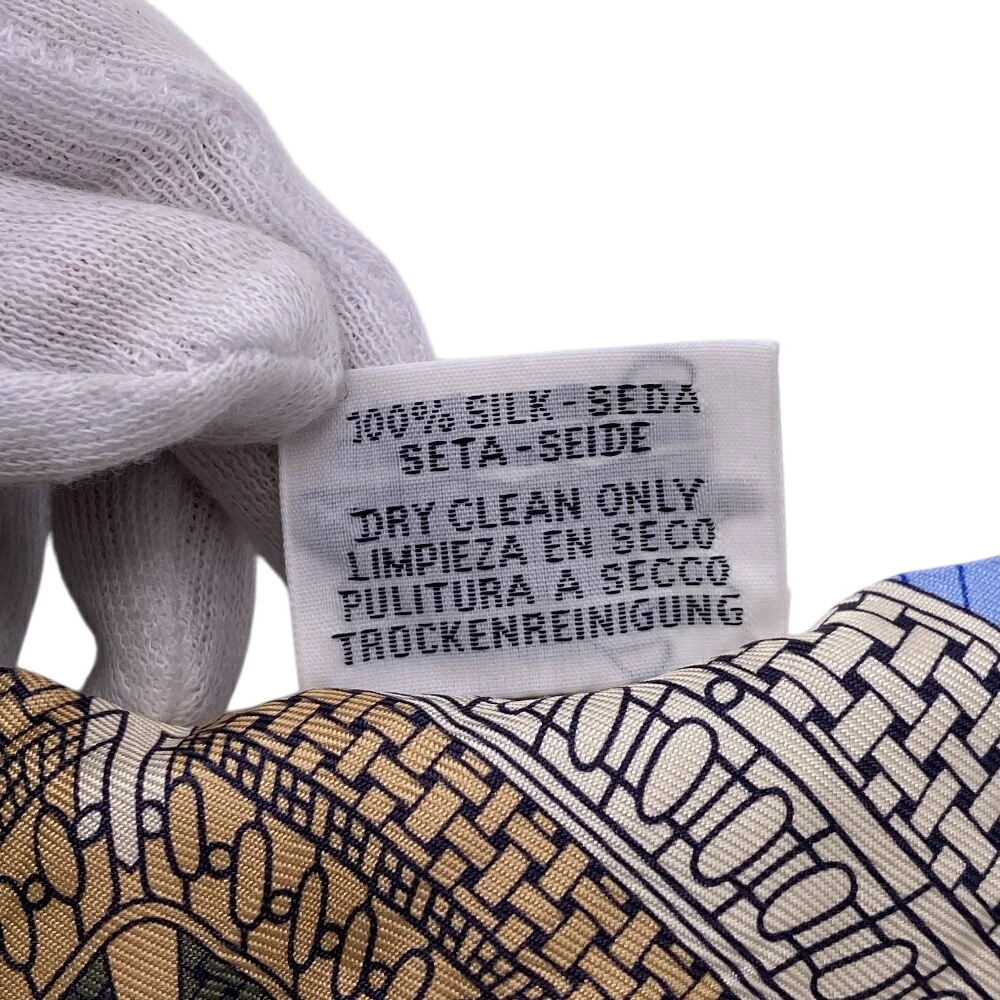 100% SILK - SEDA
SETA - SEIDE
DRY CLEAN ONLY
LIMPIEZA EN SECO
PULITURA A SECCO
TROCKENREINIGUNG